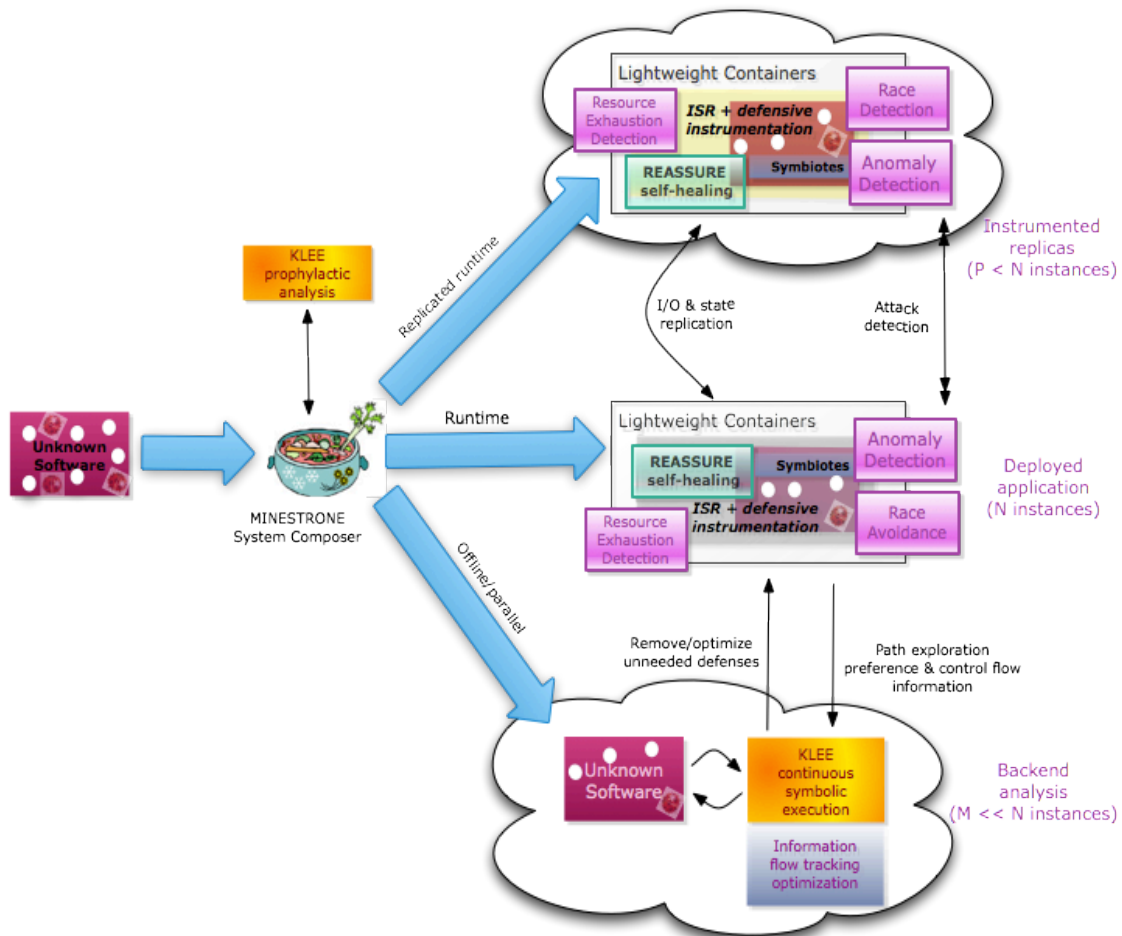 Lightweight Containers
Resource
Exhaustion
Detection
ISR + defensive
instrumentation
Race
Detection
REASSURE
self-healing
Symbiotes
Anomaly
Detection
Instrumented
replicas
(P < N instances)
KLEE
prophylactic
analysis
Replicated runtime
I/O & state
replication
Attack
detection
Unknown
Software
MINESTRONE
System Composer
Runtime
Lightweight Containers
REASSURE
self-healing
Symbiotes
Anomaly
Detection
ISR + defensive
instrumentation
Resource
Exhaustion
Detection
Race
Avoidance
Deployed
application
(N instances)
Offline/parallel
Remove/optimize
unneeded defenses
Path exploration
preference & control flow
information
Unknown
Software
KLEE
continuous
symbolic
execution
Information
flow tracking
optimization
Backend
analysis
(M << N instances)